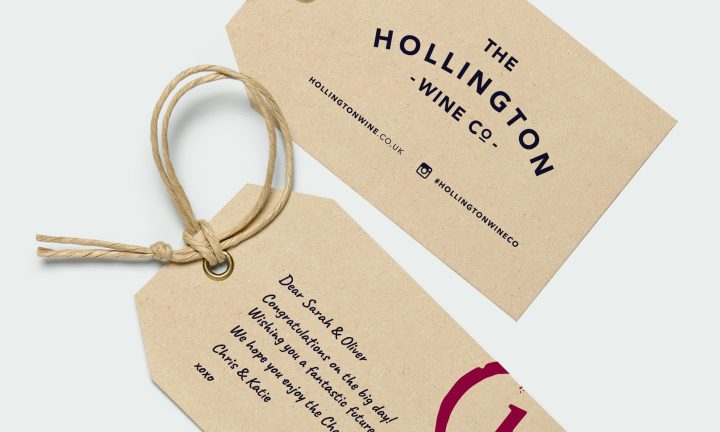 THE
HOLLINGTON
- WINE Co -
HOLLINGTONWINE.CO.UK
#HOLLINGTONWINECO
Dear Sarah & Oliver
Congratulations on the big day!
Wishing you a fantastic future
We hope you enjoy the
Chris & Katie
xoxo